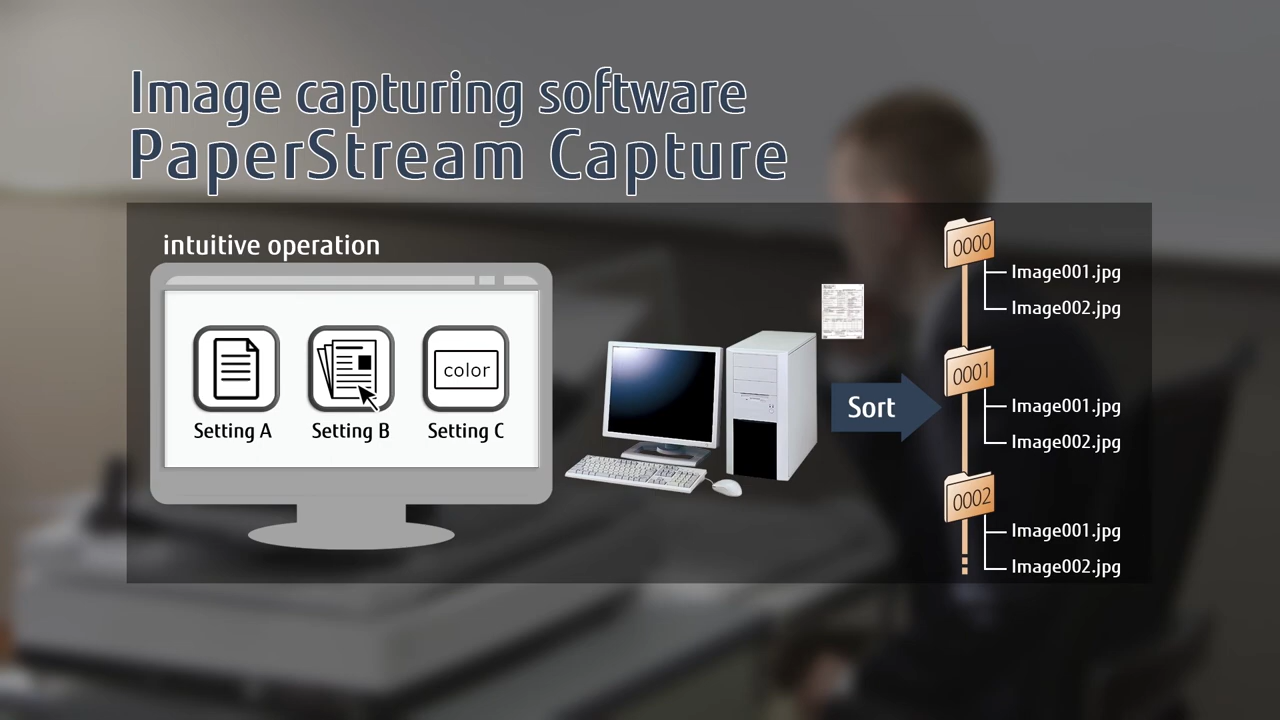 Image capturing software
PaperStream Capture
intuitive operation
color
Setting A
Setting B
Setting C
Sort
0000
Image001.jpg
Image002.jpg
0001
Image001.jpg
Image002.jpg
0002
Image001.jpg
Image002.jpg